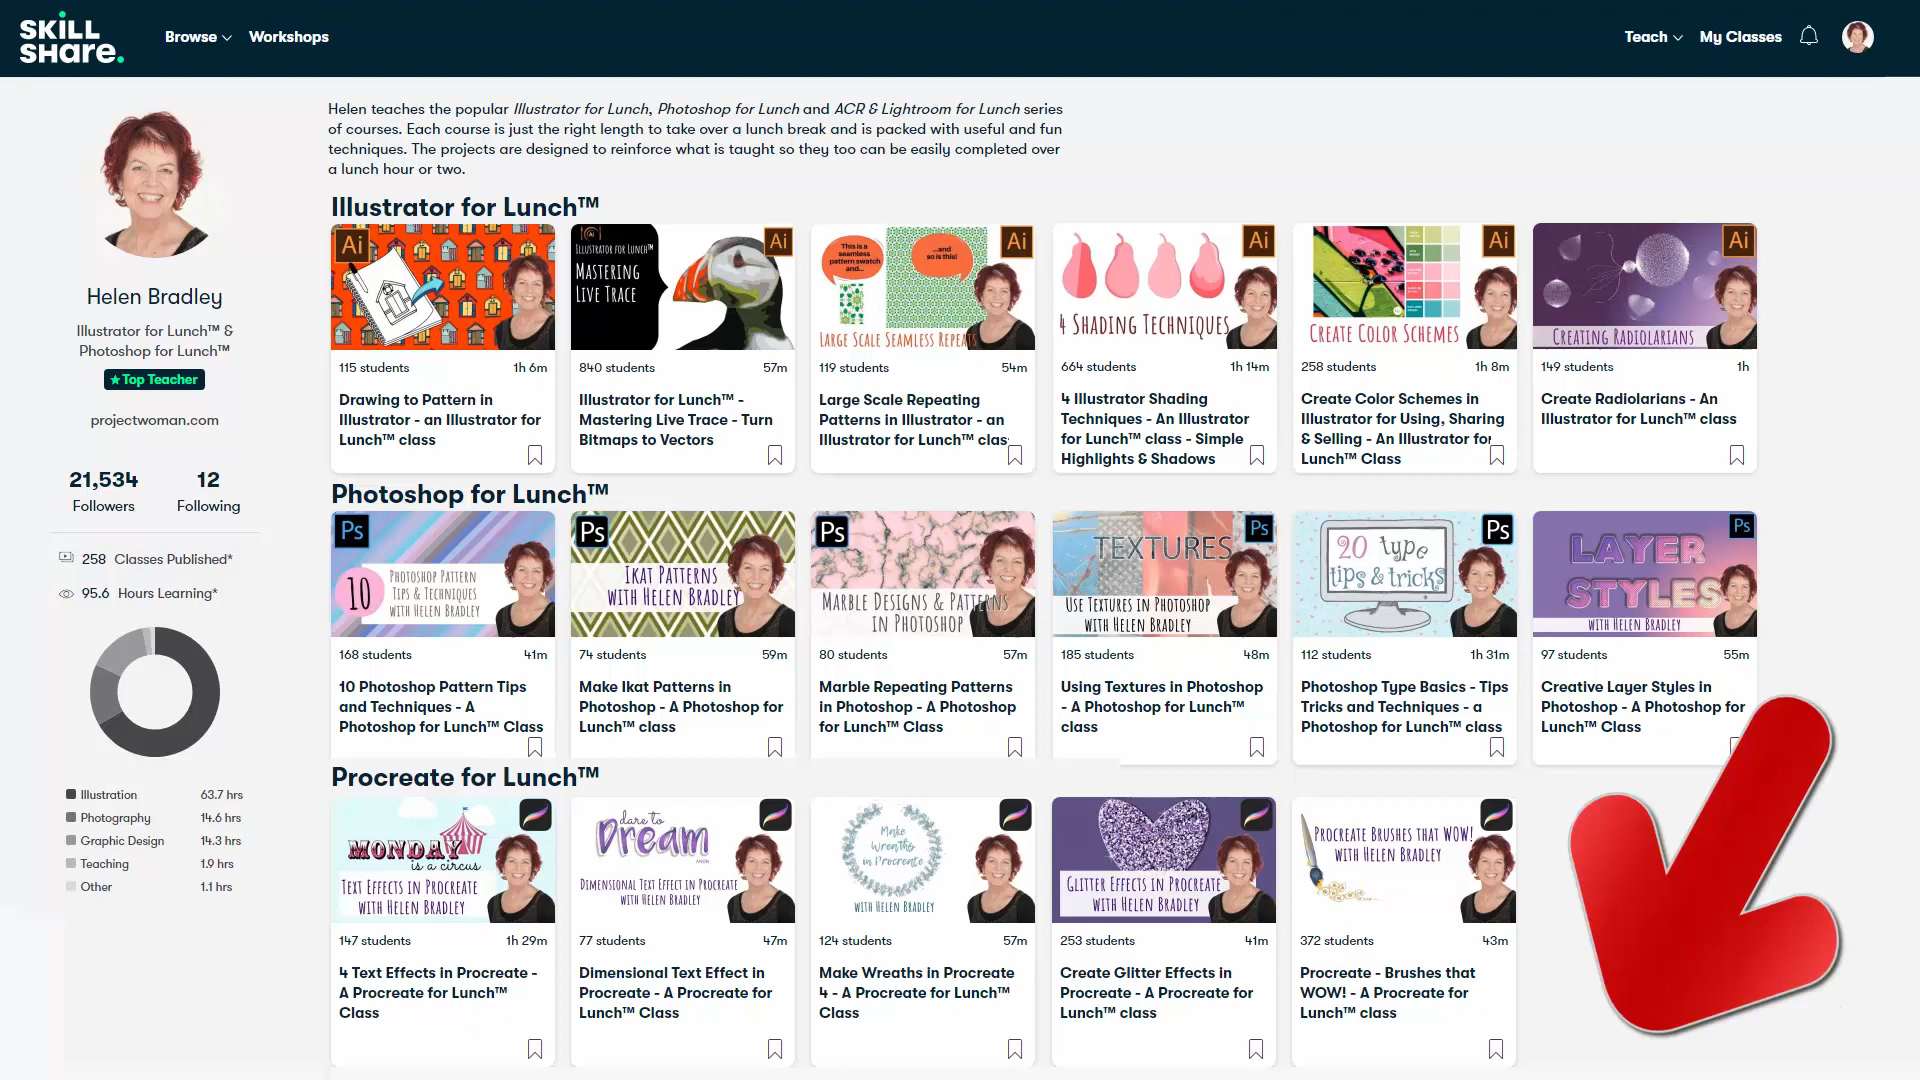 SKILL
SHARE.
Browse
Workshops
Teach
My Classes
Helen Bradley
Illustrator for Lunch™ &
Photoshop for Lunch™
★Top Teacher
projectwoman.com
21,534
Followers
12
Following
258 Classes Published*
95.6 Hours Learning*
Illustration 63.7 hrs
Photography 14.6 hrs
Graphic Design 14.3 hrs
Teaching 1.9 hrs
Other 1.1 hrs
Helen teaches the popular Illustrator for Lunch, Photoshop for Lunch and ACR & Lightroom for Lunch series
of courses. Each course is just the right length to take over a lunch break and is packed with useful and fun
techniques. The projects are designed to reinforce what is taught so they too can be easily completed over
a lunch hour or two.
Illustrator for Lunch™
Ai
115 students 1h 6m
Drawing to Pattern in
Illustrator - an Illustrator for
Lunch™ class
Ai
Illustrator for Lunch™
Mastering
Live Trace
Ai
840 students 57m
Illustrator for Lunch™ -
Mastering Live Trace - Turn
Bitmaps to Vectors
This is a
seamless
pattern swatch
and...
...and
so is this!
Ai
Large Scale Seamless Repeats
119 students 54m
Large Scale Repeating
Patterns in Illustrator - an
Illustrator for Lunch™ clas
Ai
4 Shading Techniques
664 students 1h 14m
4 Illustrator Shading
Techniques - An Illustrator
for Lunch™ class - Simple
Highlights & Shadows
Ai
Create Color Schemes
258 students 1h 8m
Create Color Schemes in
Illustrator for Using, Sharing
& Selling - An Illustrator for
Lunch™ Class
Ai
Creating Radiolarians
149 students 1h
Create Radiolarians - An
Illustrator for Lunch™ class
Photoshop for Lunch™
Ps
10
Photoshop Pattern
Tips & Techniques
with Helen Bradley
168 students 41m
10 Photoshop Pattern Tips
and Techniques - A
Photoshop for Lunch™ Class
Ps
Ikat Patterns
with Helen Bradley
74 students 59m
Make Ikat Patterns in
Photoshop - A Photoshop for
Lunch™ class
Ps
Marble Designs & Patterns
in Photoshop
80 students 57m
Marble Repeating Patterns
in Photoshop - A Photoshop
for Lunch™ Class
Ps
TEXTURES
Use Textures in Photoshop
with Helen Bradley
185 students 48m
Using Textures in Photoshop
- A Photoshop for Lunch™
class
Ps
20 type
tips & tricks
112 students 1h 31m
Photoshop Type Basics - Tips
Tricks and Techniques - a
Photoshop for Lunch™ class
Ps
LAYER
STYLES
with Helen Bradley
97 students 55m
Creative Layer Styles in
Photoshop - A Photoshop for
Lunch™ Class
Procreate for Lunch™
MONDAY
is a circus
Text Effects in Procreate
with Helen Bradley
147 students 1h 29m
4 Text Effects in Procreate -
A Procreate for Lunch™
Class
dare to
Dream
ANON
Dimensional Text Effect in Procreate
with Helen Bradley
77 students 47m
Dimensional Text Effect in
Procreate - A Procreate for
Lunch™ Class
Make
Wreaths
in Procreate
with Helen Bradley
124 students 57m
Make Wreaths in Procreate
4 - A Procreate for Lunch™
Class
Glitter Effects in Procreate
with Helen Bradley
253 students 41m
Create Glitter Effects in
Procreate - A Procreate for
Lunch™ class
Procreate Brushes that WOW!
with Helen Bradley
372 students 43m
Procreate - Brushes that
WOW! - A Procreate for
Lunch™ class